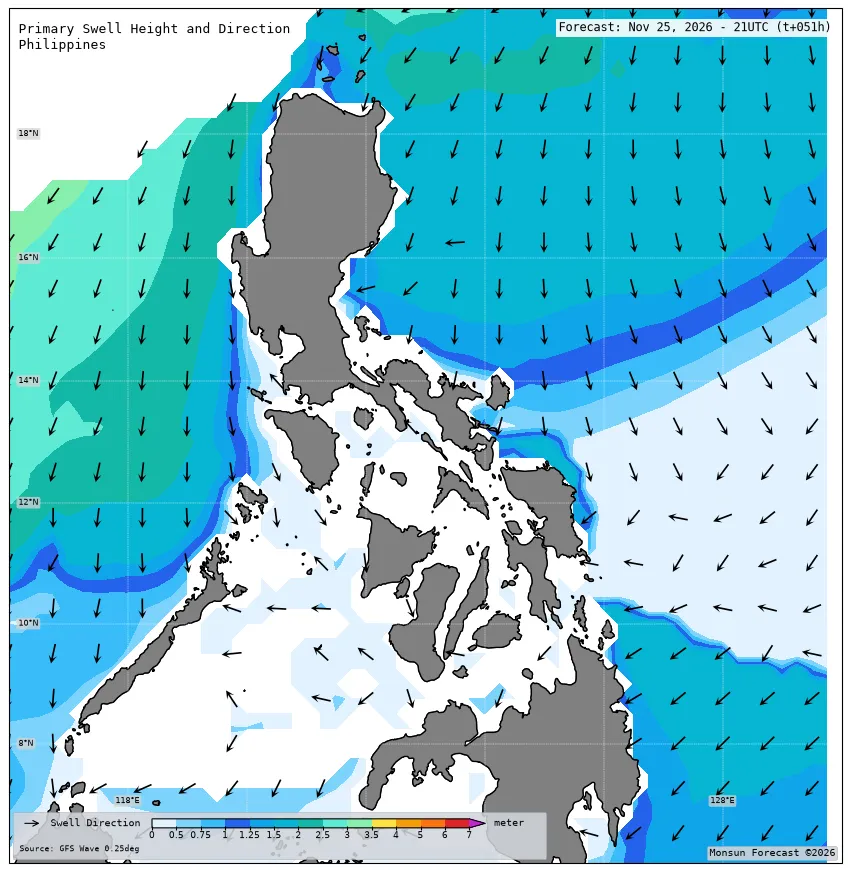 Primary Swell Height and Direction
Philippines
Forecast: Nov 25, 2026 - 21UTC (t+051h)
18°N
16°N
14°N
12°N
10°N
8°N
118°E
128°E
Swell Direction
meter
0 0.5 0.75 1 1.25 1.5 2 2.5 3 3.5 4 5 6 7
Source: GFS Wave 0.25deg
Monsun Forecast ©2026